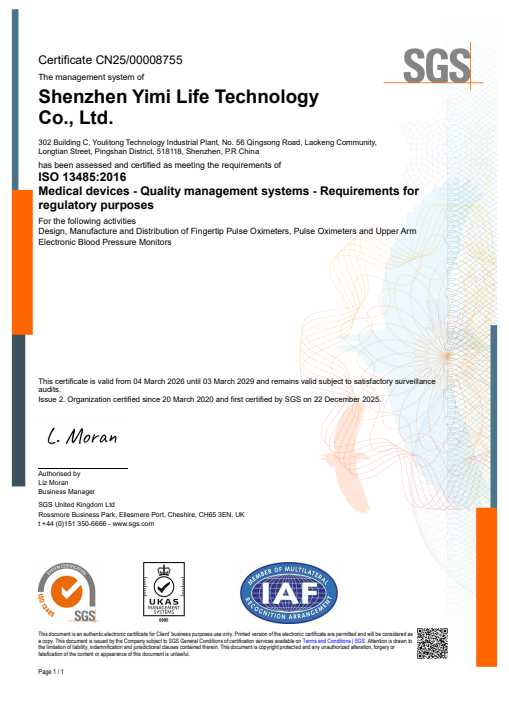 Certificate CN25/00008755
SGS
The management system of
Shenzhen Yimi Life Technology
Co., Ltd.
302 Building C, Youlitong Technology Industrial Plant, No. 56 Qingsong Road, Laokeng Community,
Longtian Street, Pingshan District, 518118, Shenzhen, P.R China
has been assessed and certified as meeting the requirements of
ISO 13485:2016
Medical devices - Quality management systems - Requirements for
regulatory purposes
For the following activities
Design, Manufacture and Distribution of Fingertip Pulse Oximeters, Pulse Oximeters and Upper Arm
Electronic Blood Pressure Monitors
This certificate is valid from 04 March 2026 until 03 March 2029 and remains valid subject to satisfactory surveillance
audits.
Issue 2. Organization certified since 20 March 2020 and first certified by SGS on 22 December 2025.
L. Moran
Authorised by
Liz Moran
Business Manager
SGS United Kingdom Ltd
Rossmore Business Park, Ellesmere Port, Cheshire, CH65 3EN, UK
t +44 (0)151 350-6666 - www.sgs.com
SYSTEM CERTIFICATION
ISO 13485
SGS
UKAS
MANAGEMENT
SYSTEMS
0005
MEMBER OF MULTILATERAL
IAF
RECOGNITION ARRANGEMENT
This document is an authentic electronic certificate for Client' business purposes use only. Printed version of the electronic certificate are permitted and will be considered as
a copy. This document is issued by the Company subject to SGS General Conditions of certification services available on Terms and Conditions | SGS. Attention is drawn to
the limitation of liability, indemnification and jurisdictional clauses contained therein. This document is copyright protected and any unauthorized alteration, forgery or
falsification of the content or appearance of this document is unlawful.
Page 1 / 1